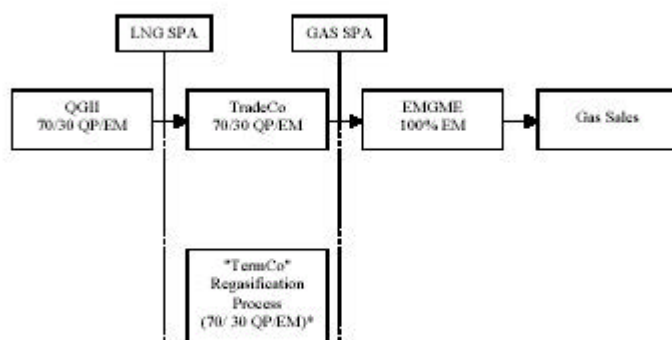 LNG SPA
GAS SPA
QGII
70/30 QP/EM
TradeCo
70/30 QP/EM
EMGME
100% EM
Gas Sales
"TermCo"
Regasification
Process
(70/ 30 QP/EM)*